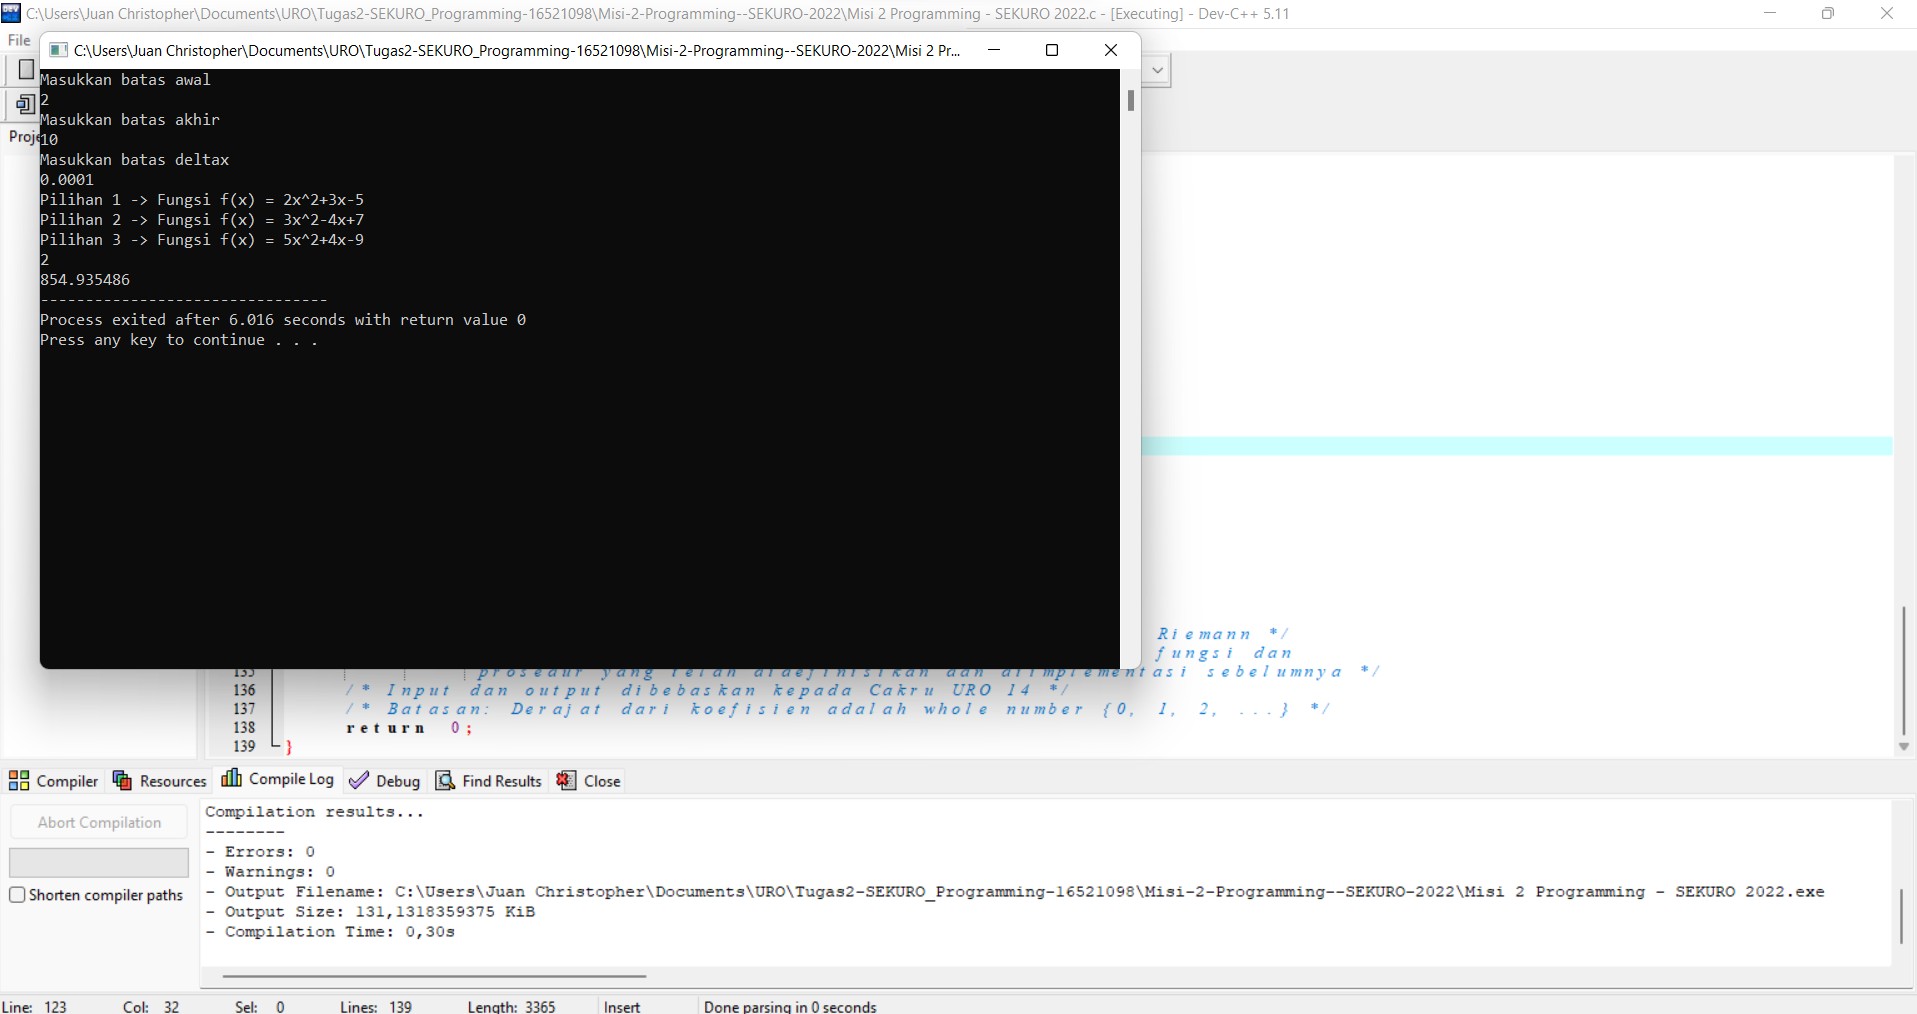 C:\Users\Juan Christopher\Documents\URO\Tugas2-SEKURO_Programming-16521098\Misi-2-Programming--SEKURO-2022\Misi 2 Programming - SEKURO 2022.c - [Executing] - Dev-C++ 5.11
File
C:\Users\Juan Christopher\Documents\URO\Tugas2-SEKURO_Programming-16521098\Misi-2-Programming--SEKURO-2022\Misi 2 Pr...
Masukkan batas awal
2
Masukkan batas akhir
Proje
10
Masukkan batas deltax
0.0001
Pilihan 1 -> Fungsi f(x) = 2x^2+3x-5
Pilihan 2 -> Fungsi f(x) = 3x^2-4x+7
Pilihan 3 -> Fungsi f(x) = 5x^2+4x-9
2
854.935486
--------------------------------
Process exited after 6.016 seconds with return value 0
Press any key to continue . . .
Riemann */
fungsi dan
135 prosedur yang telah didefinisikan dan diimplementasi sebelumnya */
136 /* Input dan output dibebaskan kepada Cakru URO 14 */
137 /* Batasan: Derajat dari koefisien adalah whole number {0, 1, 2, ...} */
138 return 0;
139 }
Compiler Resources Compile Log Debug Find Results Close
Abort Compilation
Shorten compiler paths
Compilation results...
--------
- Errors: 0
- Warnings: 0
- Output Filename: C:\Users\Juan Christopher\Documents\URO\Tugas2-SEKURO_Programming-16521098\Misi-2-Programming--SEKURO-2022\Misi 2 Programming - SEKURO 2022.exe
- Output Size: 131,1318359375 KiB
- Compilation Time: 0,30s
Line: 123 Col: 32 Sel: 0 Lines: 139 Length: 3365 Insert Done parsing in 0 seconds